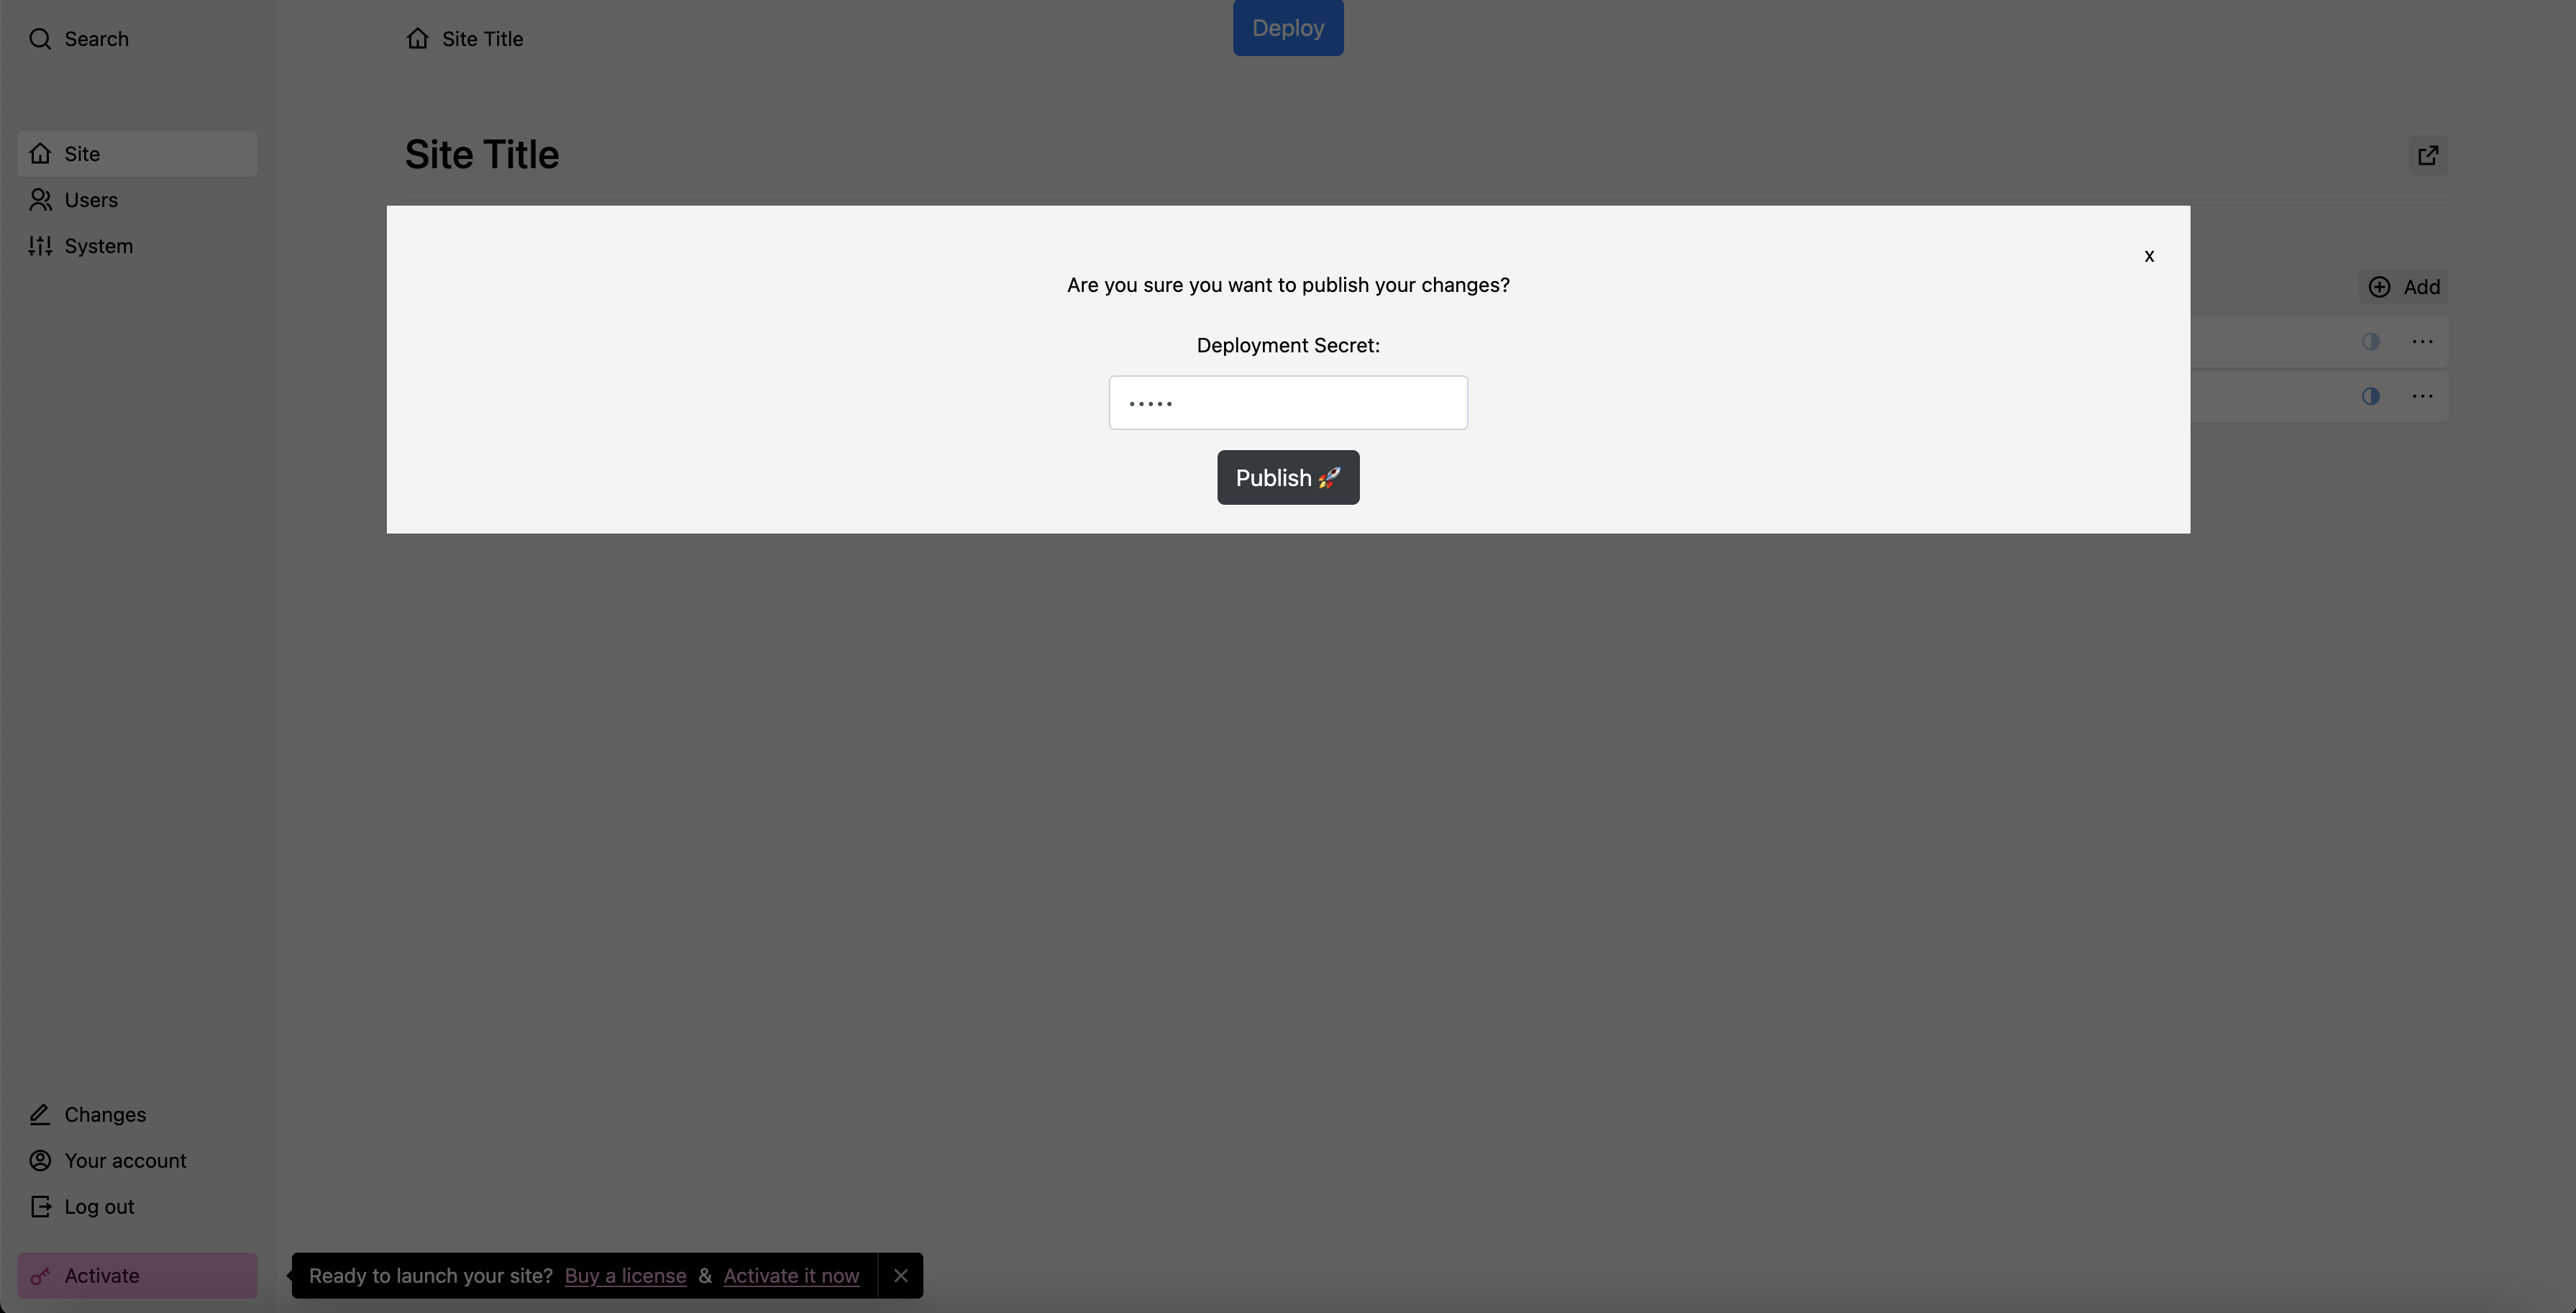 Search
Site Title
Deploy
Site
Users
System
Site Title
x
Are you sure you want to publish your changes?
Add
Deployment Secret:
•••••
Publish 🚀
Changes
Your account
Log out
Activate
Ready to launch your site? Buy a license & Activate it now